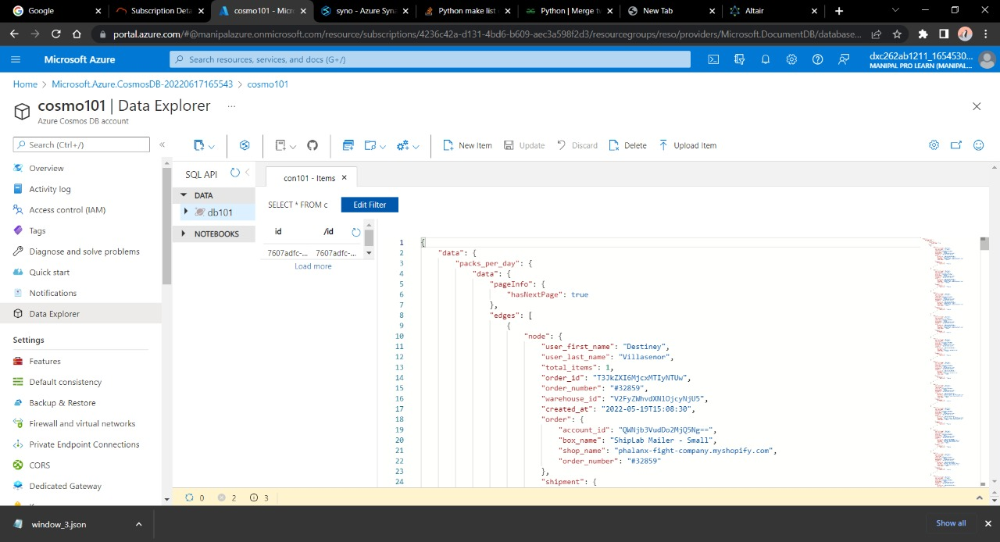 Google
Subscription Deta
cosmo101 - Micro
syno - Azure Syn
Python make list
Python | Merge tw
New Tab
Altair
portal.azure.com/#@manipalazure.onmicrosoft.com/resource/subscriptions/4236c42a-d131-4bd6-b609-aec3a598f2d3/resourcegroups/reso/providers/Microsoft.DocumentDB/database...
Microsoft Azure
Search resources, services, and docs (G+/)
dxc262ab1211_1654530...
MANIPAL PRO LEARN (MANIPAL...
Home > Microsoft.Azure.CosmosDB-20220617165543 > cosmo101
cosmo101 | Data Explorer ...
Azure Cosmos DB account
Search (Ctrl+/)
New Item
Update
Discard
Delete
Upload Item
Overview
Activity log
Access control (IAM)
Tags
Diagnose and solve problems
Quick start
Notifications
Data Explorer
Settings
Features
Default consistency
Backup & Restore
Firewall and virtual networks
Private Endpoint Connections
CORS
Dedicated Gateway
SQL API
DATA
db101
NOTEBOOKS
con101 - Items
SELECT * FROM c
Edit Filter
id /id
7607adfc-... 7607adfc-...
Load more
1 {
2 "data": {
3 "packs_per_day": {
4 "data": {
5 "pageInfo": {
6 "hasNextPage": true
7 },
8 "edges": [
9 {
10 "node": {
11 "user_first_name": "Destiney",
12 "user_last_name": "Villasenor",
13 "total_items": 1,
14 "order_id": "T3JkZXI6MjcxMTIyNTUw",
15 "order_number": "#32859",
16 "warehouse_id": "V2FyZWhvdXNlOjcyNjU5",
17 "created_at": "2022-05-19T15:08:30",
18 "order": {
19 "account_id": "QWNjb3VudDo2MjQ5Ng==",
20 "box_name": "ShipLab Mailer - Small",
21 "shop_name": "phalanx-fight-company.myshopify.com",
22 "order_number": "#32859"
23 },
24 "shipment": {
0 2 3
window_3.json
Show all